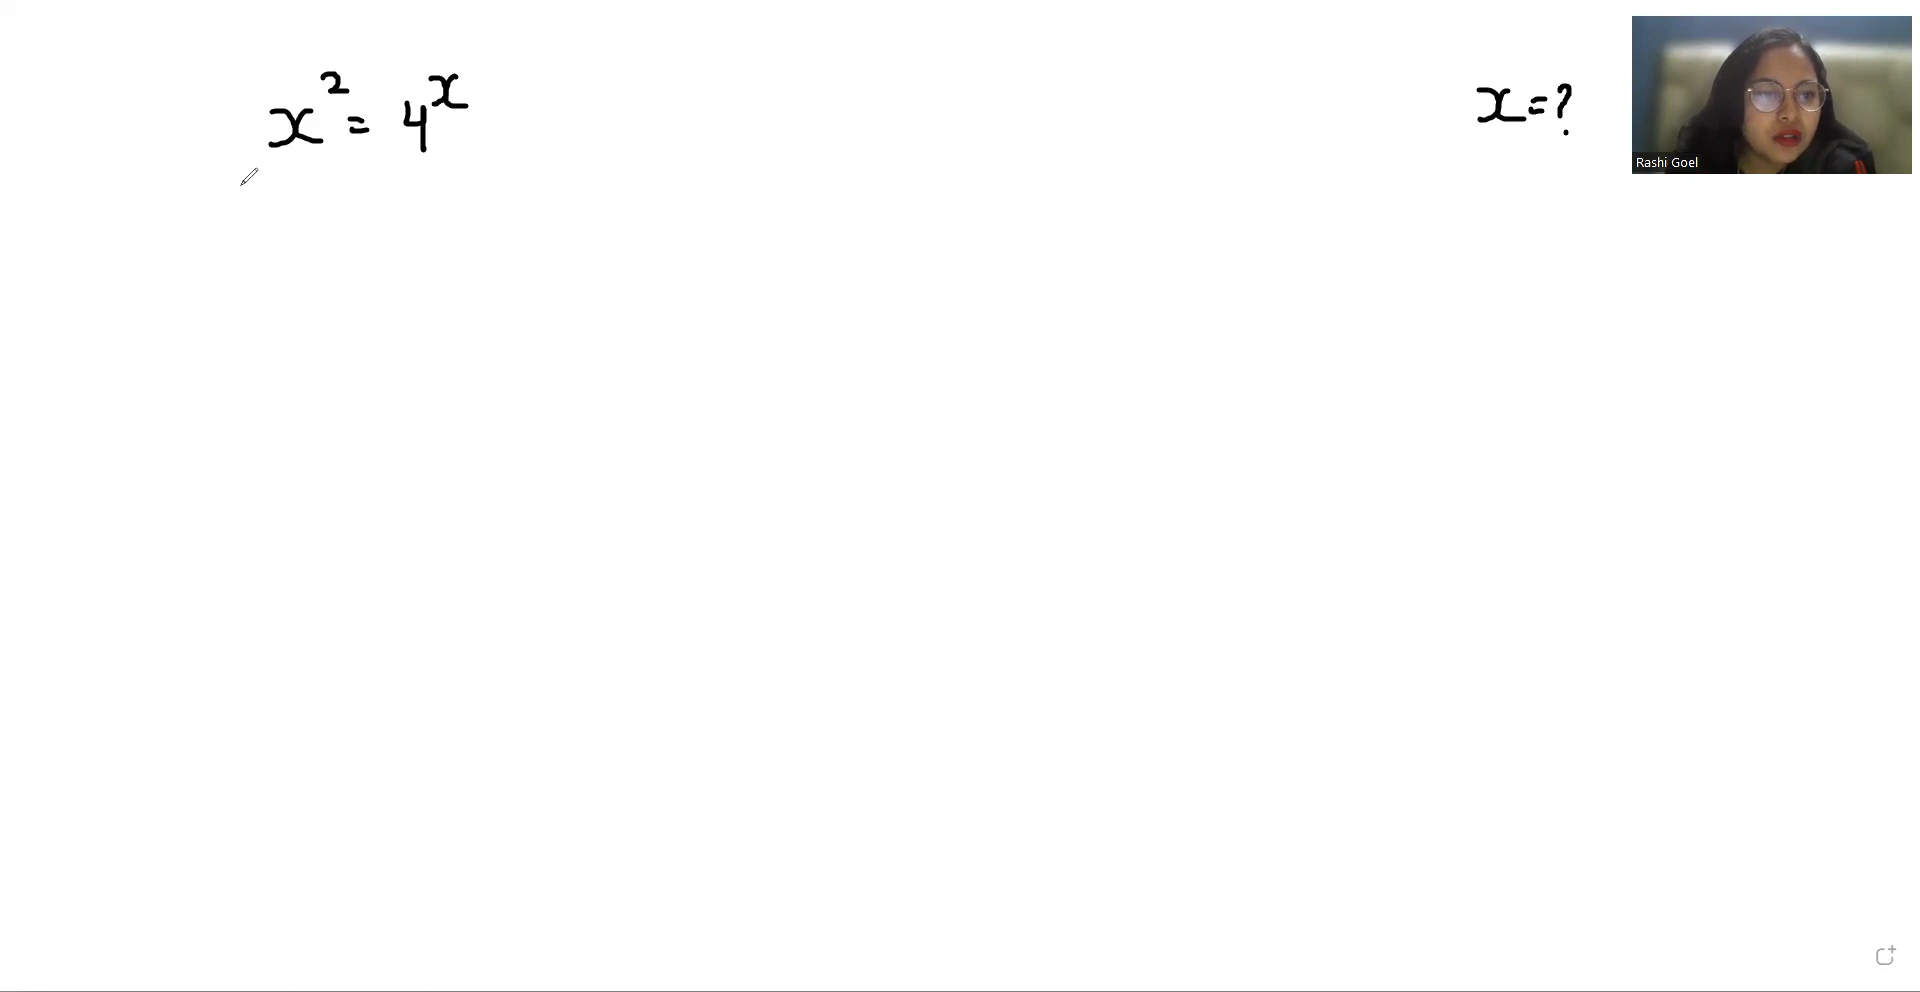 x² = 4ˣ
x = ?
Rashi Goel